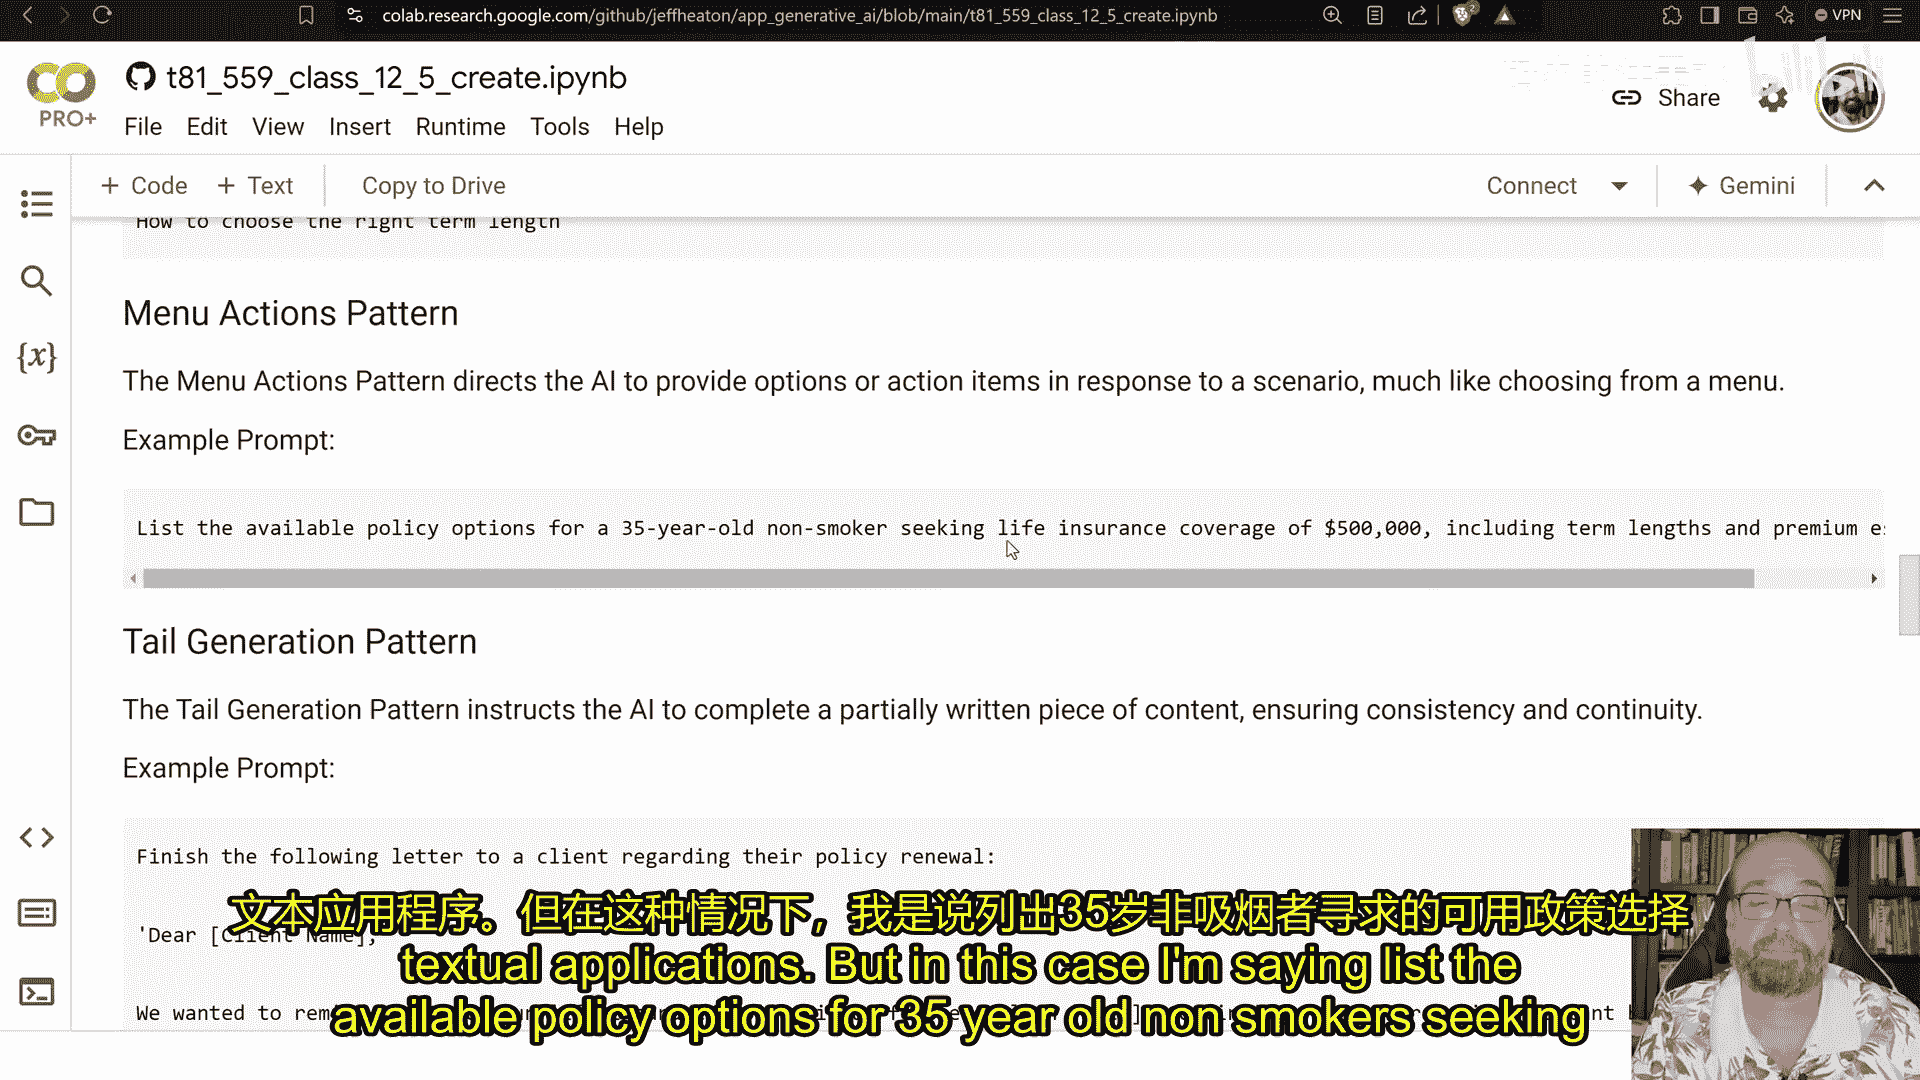 colab.research.google.com/github/jeffheaton/app_generative_ai/blob/main/t81_559_class_12_5_create.ipynb
2
VPN
bilibili
CO
PRO+
t81_559_class_12_5_create.ipynb
Share
File Edit View Insert Runtime Tools Help
+ Code + Text Copy to Drive Connect Gemini
How to choose the right term length
Menu Actions Pattern
{x}
The Menu Actions Pattern directs the AI to provide options or action items in response to a scenario, much like choosing from a menu.
Example Prompt:
List the available policy options for a 35-year-old non-smoker seeking life insurance coverage of $500,000, including term lengths and premium es
Tail Generation Pattern
The Tail Generation Pattern instructs the AI to complete a partially written piece of content, ensuring consistency and continuity.
Example Prompt:
Finish the following letter to a client regarding their policy renewal:
'Dear [Client Name],
We wanted to
文本应用程序。但在这种情况下，我是说列出35岁非吸烟者寻求的可用政策选择
textual applications. But in this case I'm saying list the
available policy options for 35 year old non smokers seeking